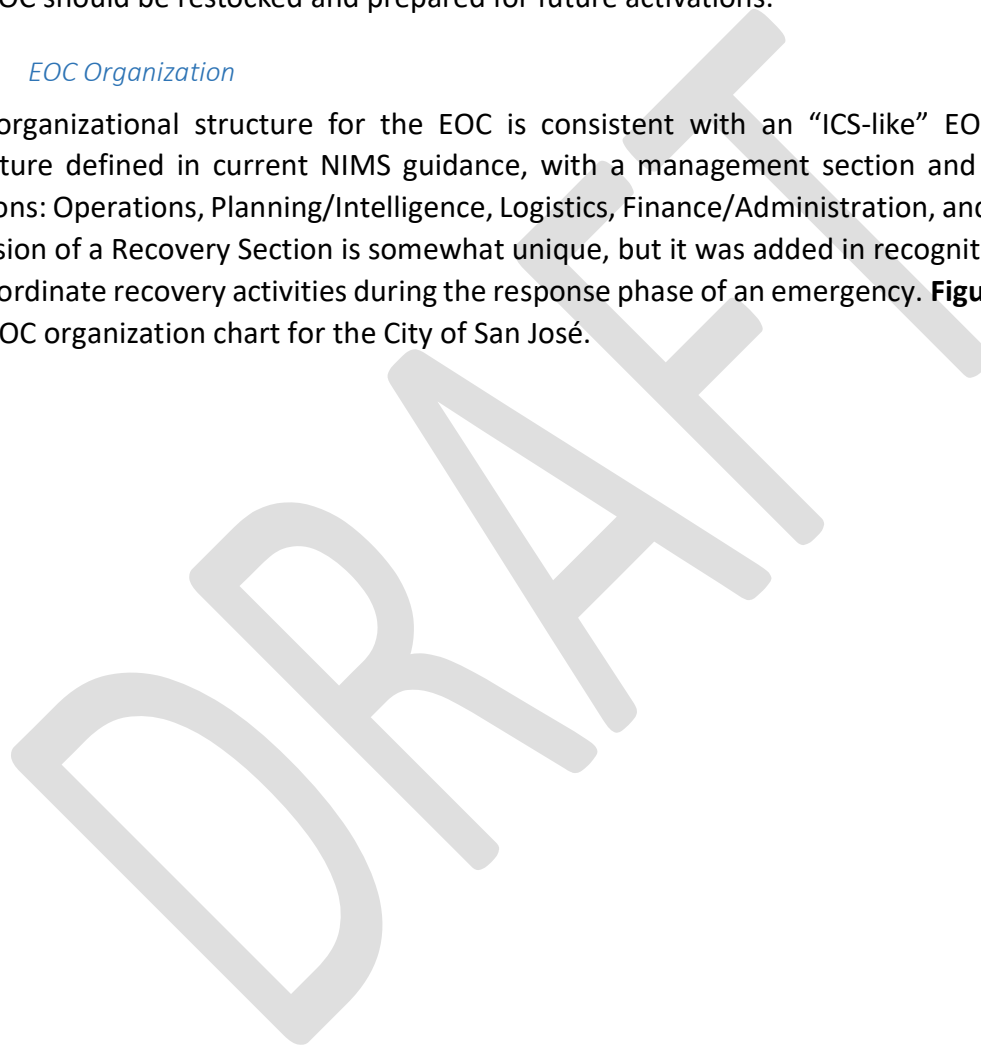 OC should be restocked and prepared for future activations.
EOC Organization
organizational structure for the EOC is consistent with an “ICS-like” EO
ture defined in current NIMS guidance, with a management section and
ons: Operations, Planning/Intelligence, Logistics, Finance/Administration, and
sion of a Recovery Section is somewhat unique, but it was added in recognit
ordinate recovery activities during the response phase of an emergency. Figu
OC organization chart for the City of San José.
DRAFT